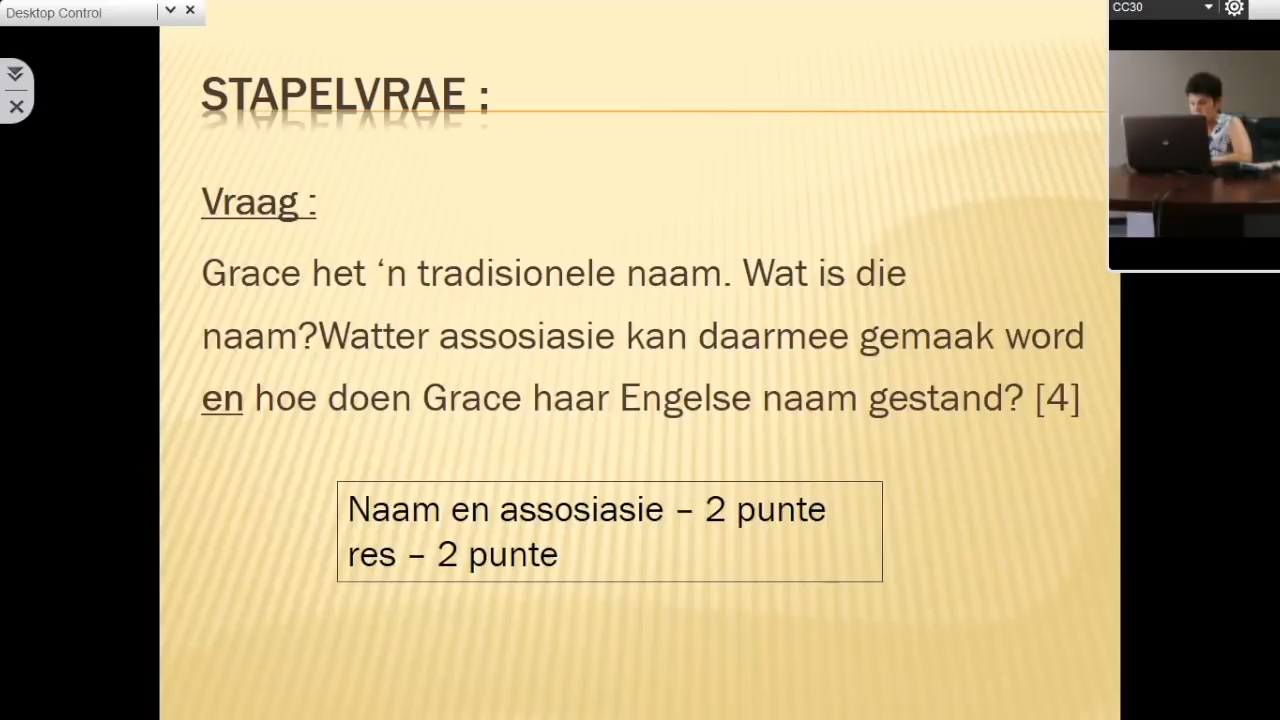 Desktop Control
CC30
STAPELVRAE :
Vraag :
Grace het ‘n tradisionele naam. Wat is die
naam?Watter assosiasie kan daarmee gemaak word
en hoe doen Grace haar Engelse naam gestand? [4]
Naam en assosiasie – 2 punte
res – 2 punte